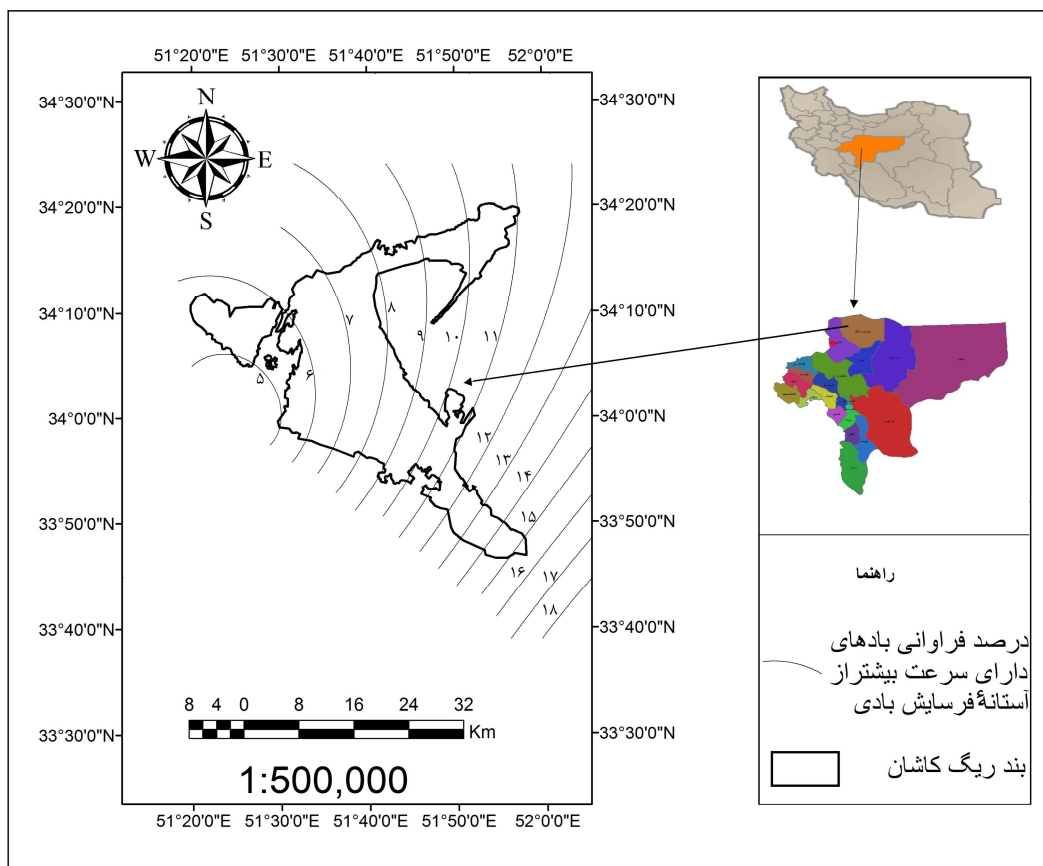 51°20'0"E 51°30'0"E 51°40'0"E 51°50'0"E 52°0'0"E
34°30'0"N 34°30'0"N
N
W E
S
34°20'0"N 34°20'0"N
34°10'0"N 34°10'0"N
۵ ۶ ۷ ۸ ۹ ۱۰ ۱۱
34°0'0"N 34°0'0"N
۱۲
۱۳
۱۴
33°50'0"N ۱۵ 33°50'0"N
۱۶ ۱۷
۱۸
33°40'0"N 33°40'0"N
8 4 0 8 16 24 32
Km
33°30'0"N 33°30'0"N
1:500,000
51°20'0"E 51°30'0"E 51°40'0"E 51°50'0"E 52°0'0"E
راهنما
درصد فراوانی بادهای
دارای سرعت بیشتراز
آستانهٔ فرسایش بادی
بند ریگ کاشان